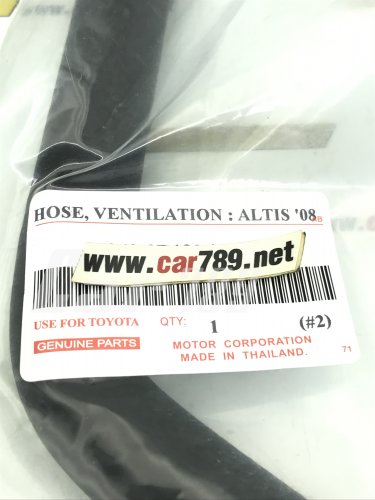 HOSE, VENTILATION : ALTIS '08
www.car789.net
USE FOR TOYOTA
QTY: 1 (#2)
GENUINE PARTS
MOTOR CORPORATION
MADE IN THAILAND.
71